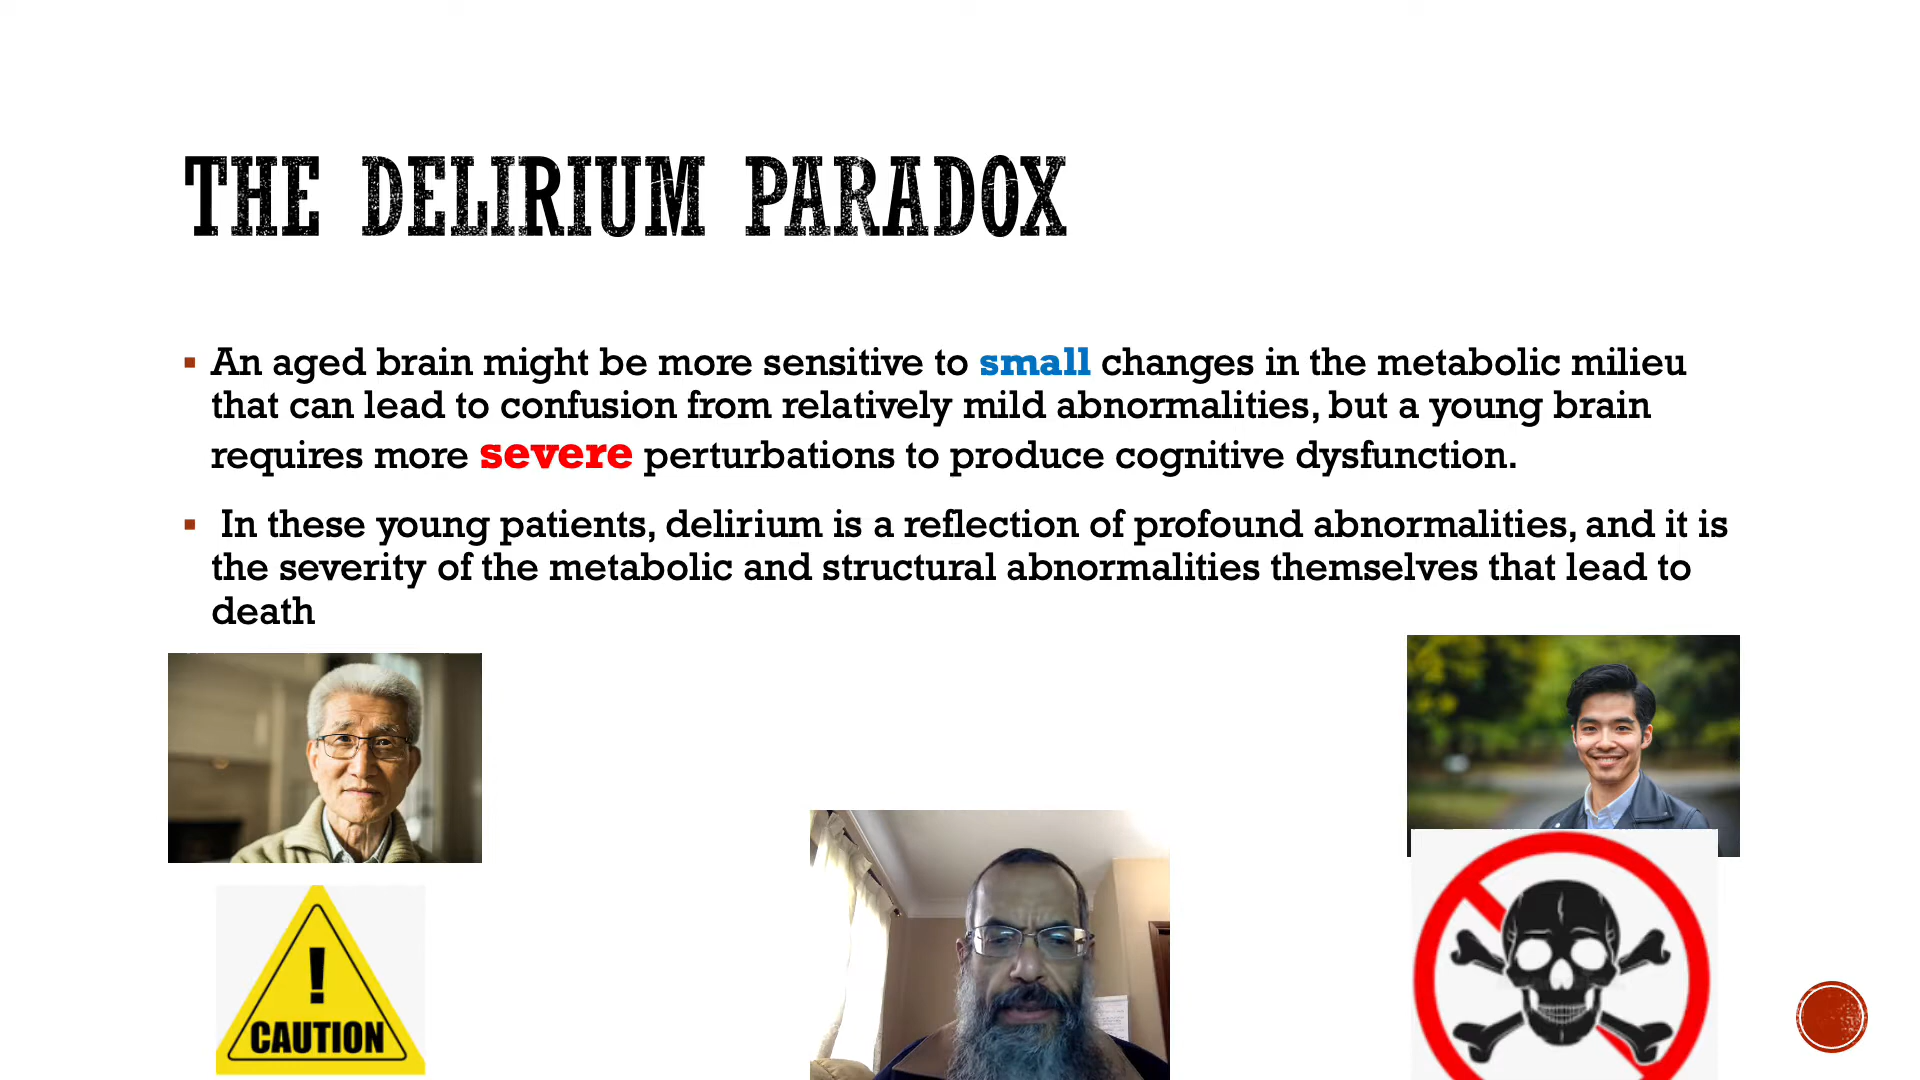 THE DELIRIUM PARADOX
▪ An aged brain might be more sensitive to small changes in the metabolic milieu
that can lead to confusion from relatively mild abnormalities, but a young brain
requires more severe perturbations to produce cognitive dysfunction.
▪ In these young patients, delirium is a reflection of profound abnormalities, and it is
the severity of the metabolic and structural abnormalities themselves that lead to
death
!
CAUTION